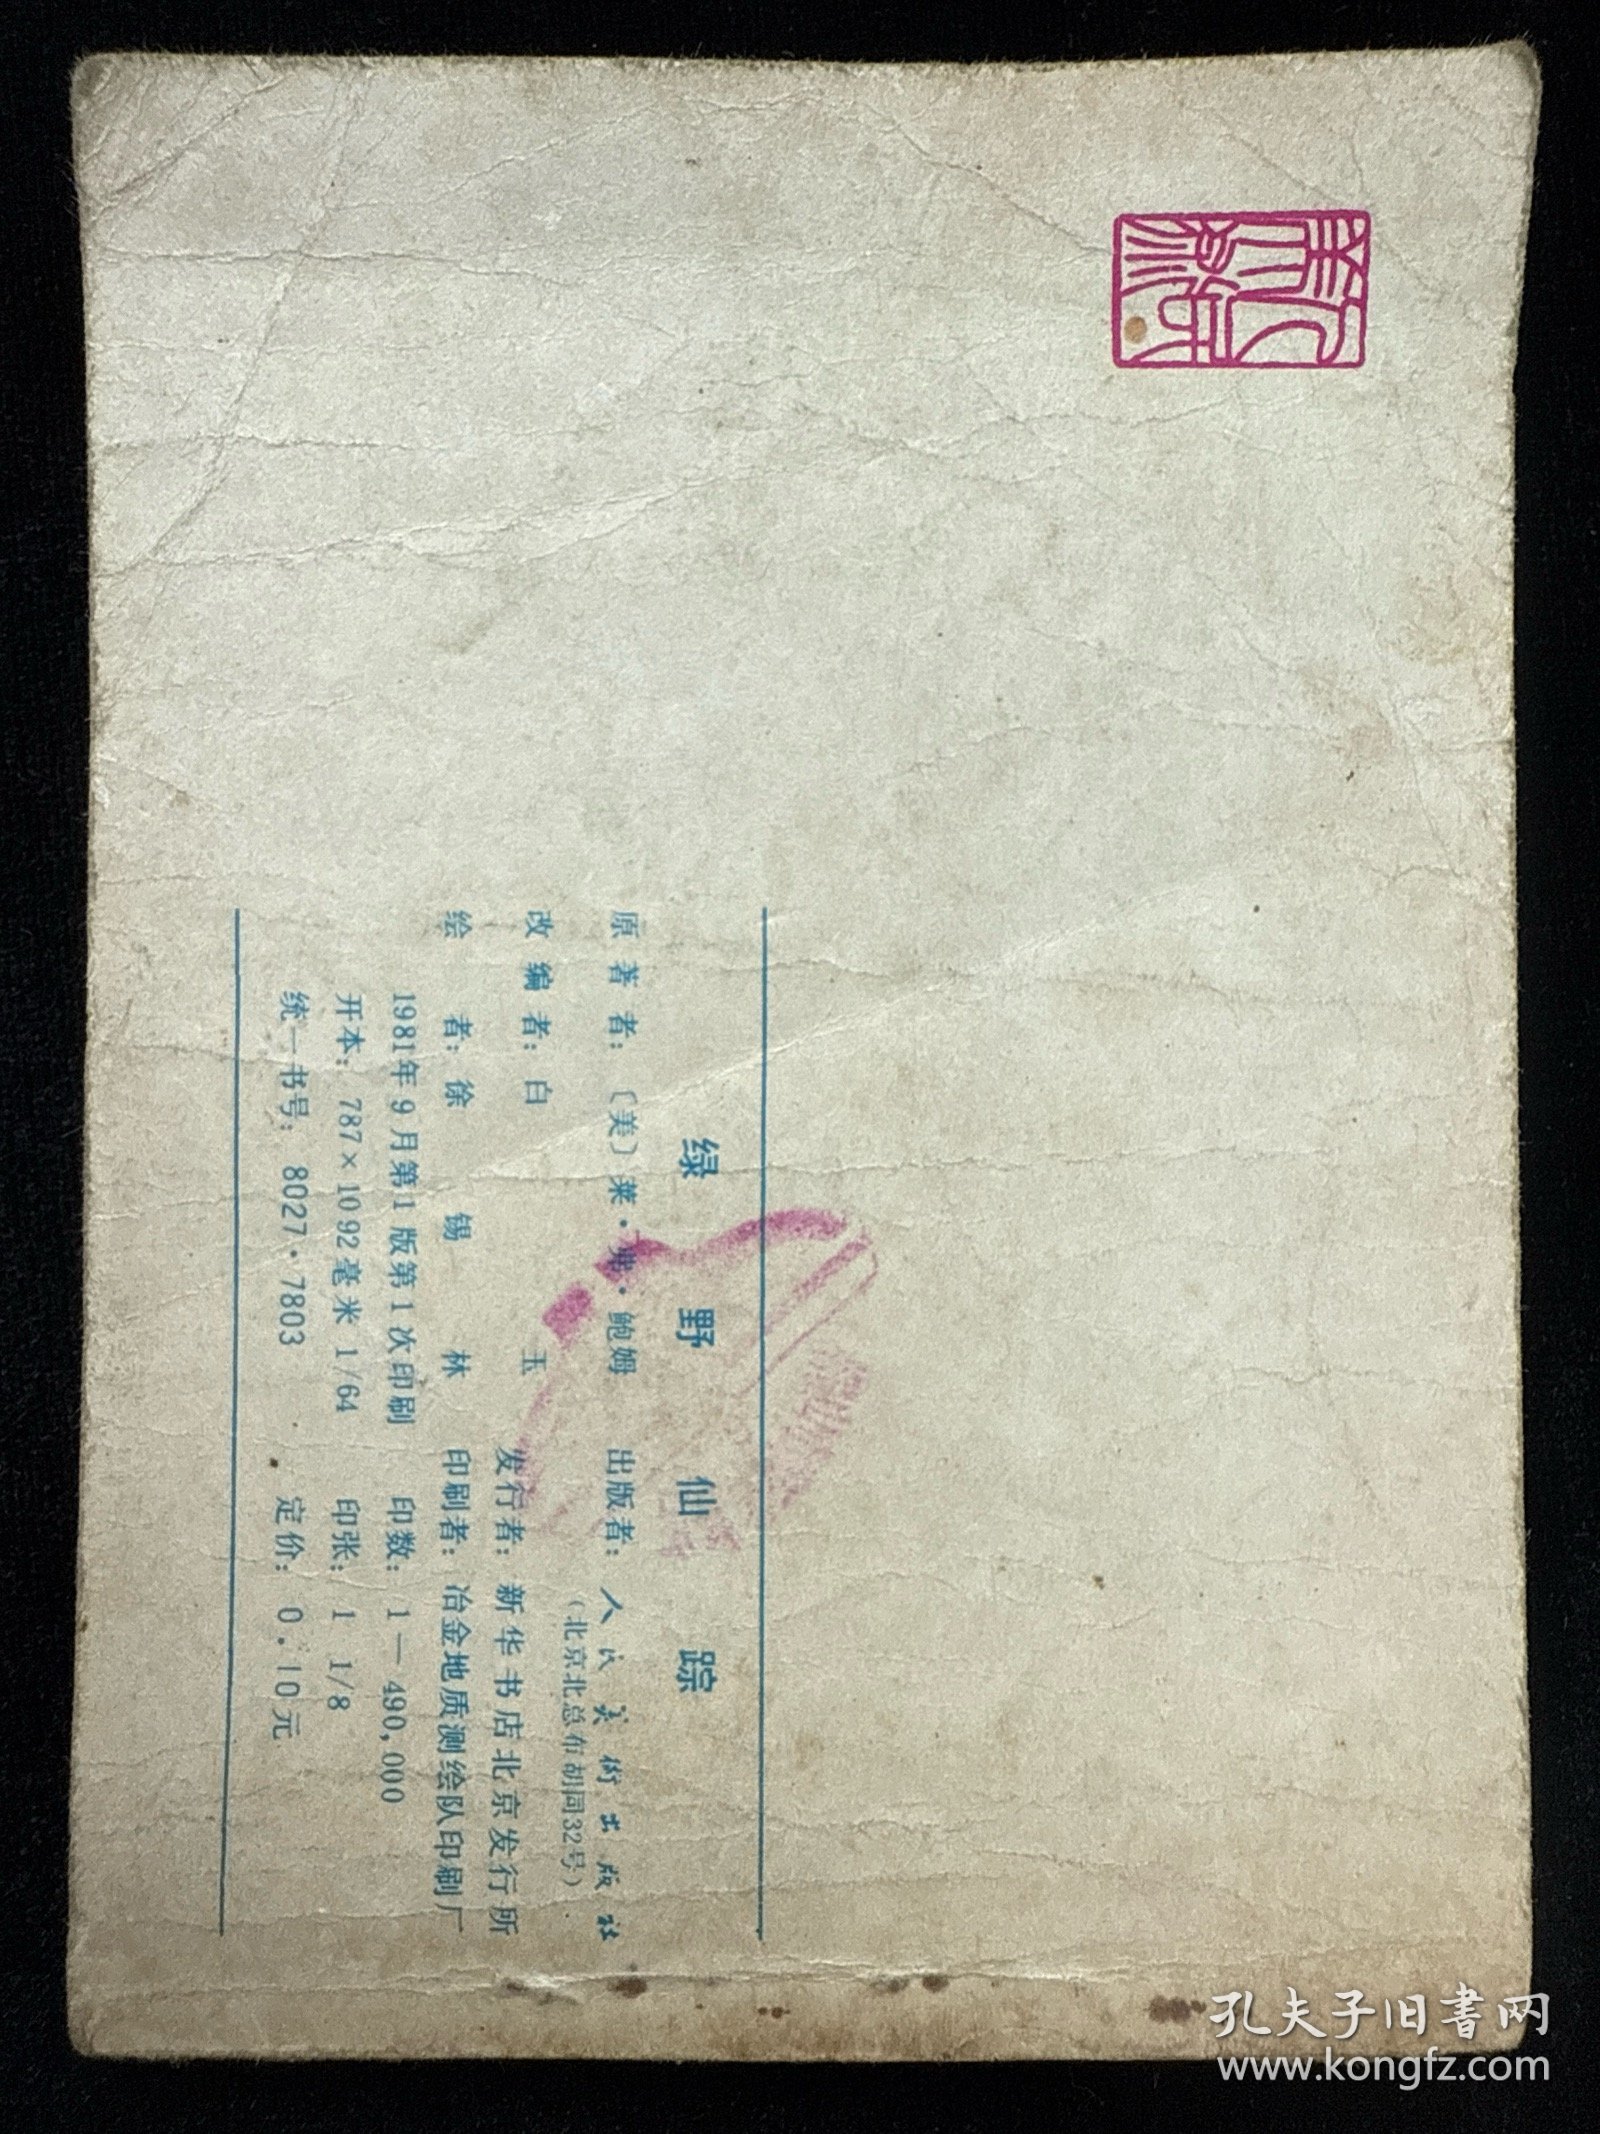 绿野仙踪
原著者：〔美〕莱·弗·鲍姆
改编者：白玉
绘者：徐锡林
出版者：人民美術出版社
（北京北总布胡同32号）
发行者：新华书店北京发行所
印刷者：冶金地质测绘队印刷厂
1981年9月第1版第1次印刷 印数：1—490,000
开本：787×1092毫米 1/64 印张：1 1/8
统一书号：8027·7803 定价：0.10元
孔夫子旧書网
www.kongfz.com